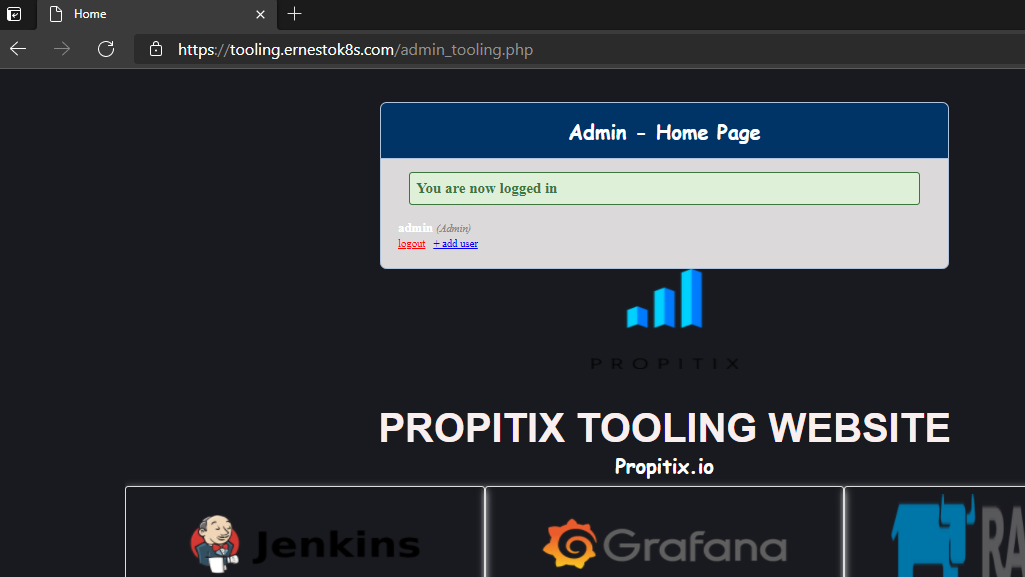 Home
https://tooling.ernestok8s.com/admin_tooling.php
Admin - Home Page
You are now logged in
admin (Admin)
logout + add user
PROPITIX
PROPITIX TOOLING WEBSITE
Propitix.io
Jenkins Grafana RA